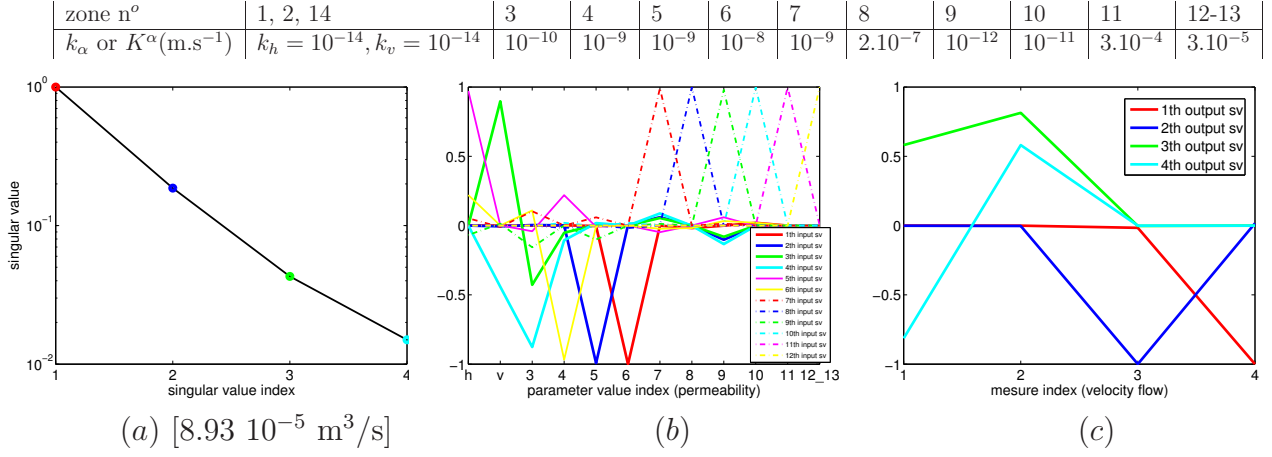 zone n^o 1, 2, 14 3 4 5 6 7 8 9 10 11 12-13
k_α or K^α(m.s^{−1}) k_h = 10^{−14}, k_v = 10^{−14} 10^{−10} 10^{−9} 10^{−9} 10^{−8} 10^{−9} 2.10^{−7} 10^{−12} 10^{−11} 3.10^{−4} 3.10^{−5}
10^0
10^{−1}
10^{−2}
singular value
1 2 3 4
singular value index
(a) [8.93 10^{−5} m^3/s]
1
0.5
0
−0.5
−1
1th input sv
2th input sv
3th input sv
4th input sv
5th input sv
6th input sv
7th input sv
8th input sv
9th input sv
10th input sv
11th input sv
12th input sv
h v 3 4 5 6 7 8 9 10 11 12_13
parameter value index (permeability)
(b)
1
0.5
0
−0.5
−1
1th output sv
2th output sv
3th output sv
4th output sv
1 2 3 4
mesure index (velocity flow)
(c)